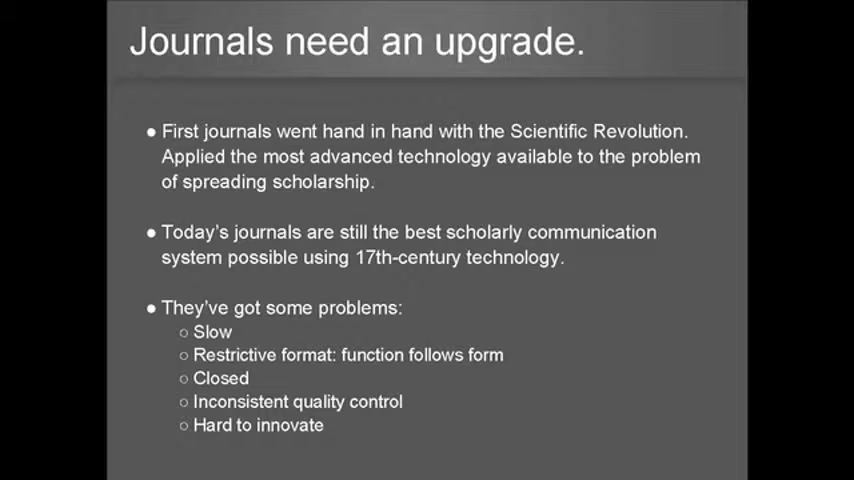 Journals need an upgrade.
● First journals went hand in hand with the Scientific Revolution.
Applied the most advanced technology available to the problem
of spreading scholarship.
● Today's journals are still the best scholarly communication
system possible using 17th-century technology.
● They've got some problems:
○ Slow
○ Restrictive format: function follows form
○ Closed
○ Inconsistent quality control
○ Hard to innovate